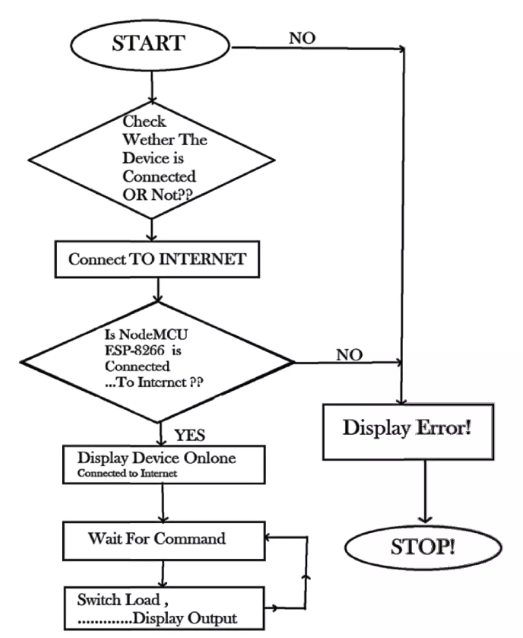 START
NO
Check
Wether The
Device is
Connected
OR Not??
Connect TO INTERNET
Is NodeMCU
ESP-8266 is
Connected
...To Internet ??
NO
YES
Display Error!
Display Device Onlone
Connected to Internet
Wait For Command
STOP!
Switch Load ,
.............Display Output